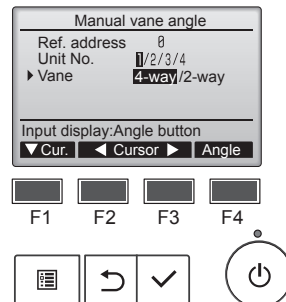 Manual vane angle
Ref. address 0
Unit No. 1/2/3/4
Vane 4-way/2-way
Input display:Angle button
▼Cur. ◀ Cursor ▶ Angle
F1 F2 F3 F4